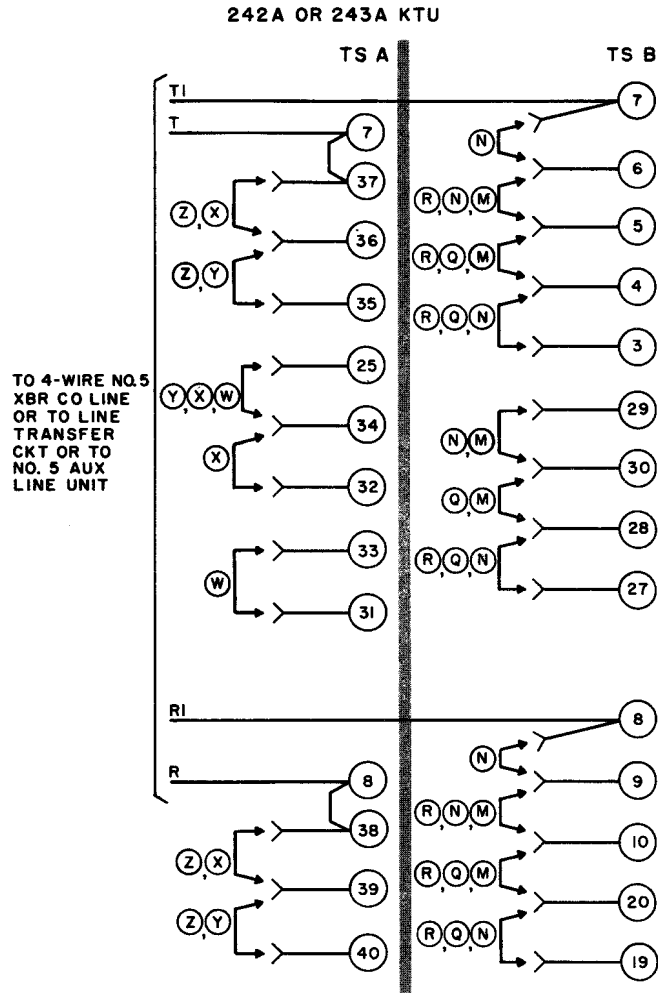 242A OR 243A KTU
TS A
TS B
T1
7
T
7
N
37
6
Z,X
R,N,M
36
5
Z,Y
R,Q,M
35
4
R,Q,N
3
25
TO 4-WIRE NO.5
XBR CO LINE
OR TO LINE
TRANSFER
CKT OR TO
NO. 5 AUX
LINE UNIT
Y,X,W
29
34
N,M
X
30
32
Q,M
28
33
R,Q,N
W
27
31
R1
8
N
R
8
9
38
R,N,M
Z,X
10
39
R,Q,M
Z,Y
20
40
R,Q,N
19